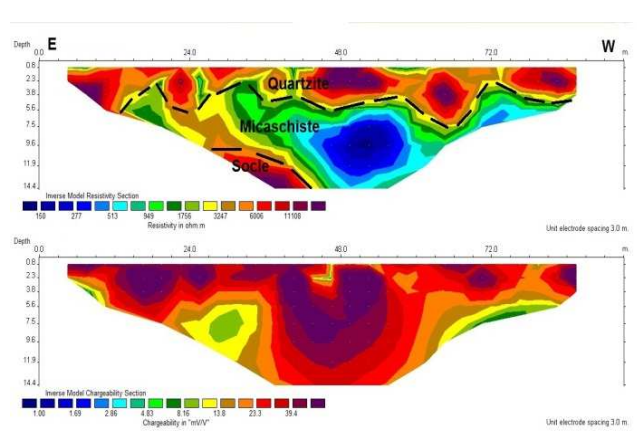 E W
Depth 0.0 24.0 48.0 72.0 m.
0.8
2.3
3.8
5.6
7.5
9.6
11.9
14.4
Quartzite
Micaschiste
Socle
Inverse Model Resistivity Section
150 277 513 949 1756 3247 6006 11108
Resistivity in ohm.m
Unit electrode spacing 3.0 m.
Depth 0.0 24.0 48.0 72.0 m.
0.8
2.3
3.8
5.6
7.5
9.6
11.9
14.4
Inverse Model Chargeability Section
1.00 1.69 2.86 4.83 8.16 13.8 23.3 39.4
Chargeability in "mV/V"
Unit electrode spacing 3.0 m.